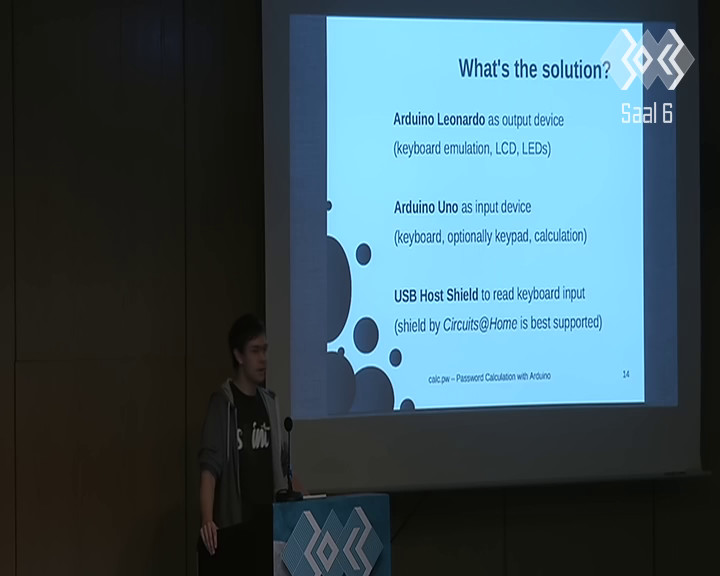 What's the solution?
Saal 6
Arduino Leonardo as output device
(keyboard emulation, LCD, LEDs)
Arduino Uno as input device
(keyboard, optionally keypad, calculation)
USB Host Shield to read keyboard input
(shield by Circuits@Home is best supported)
calc.pw – Password Calculation with Arduino
14